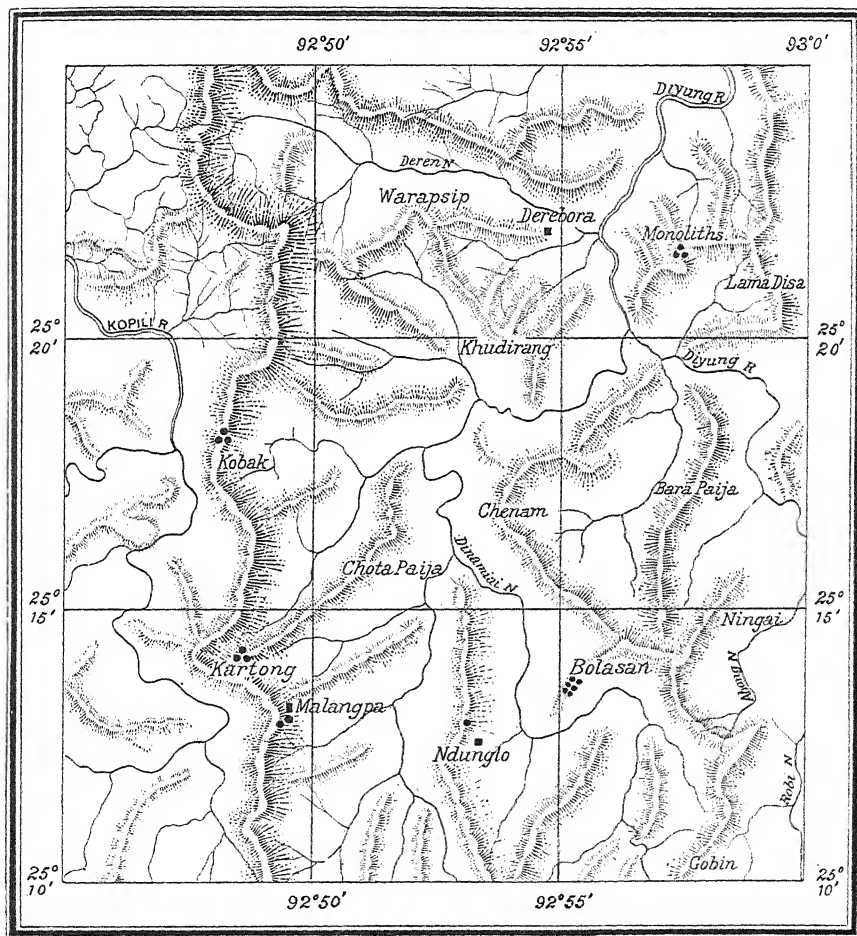 92°50' 92°55' 93°0'
DIYUNG R
Deren N
Warapsip
Derebora
Monoliths
Lama Disa
25°
20'
KOPILI R
25°
20'
Khudirang
Diyung R
Kobak
Chenam
Bara Paija
Dinamiai N
Chota Paija
25°
15'
25°
15'
Ningai
Kartong
Bolasan
Malangpa
Ndunglo
Robi N
Gobin
25°
10'
25°
10'
92°50' 92°55'